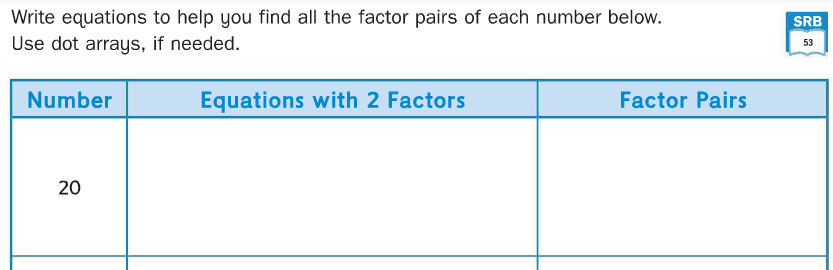 Write equations to help you find all the factor pairs of each number below.
Use dot arrays, if needed.
SRB
53
Number Equations with 2 Factors Factor Pairs
20